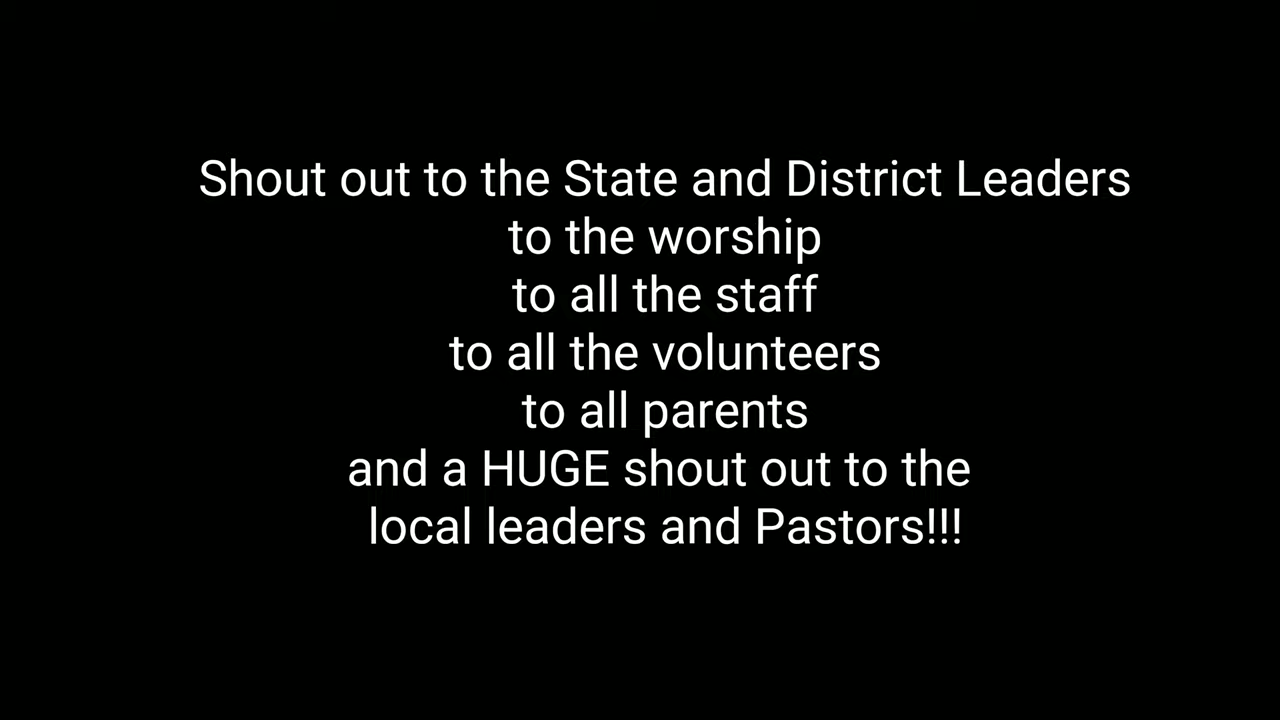 Shout out to the State and District Leaders
to the worship
to all the staff
to all the volunteers
to all parents
and a HUGE shout out to the
local leaders and Pastors!!!